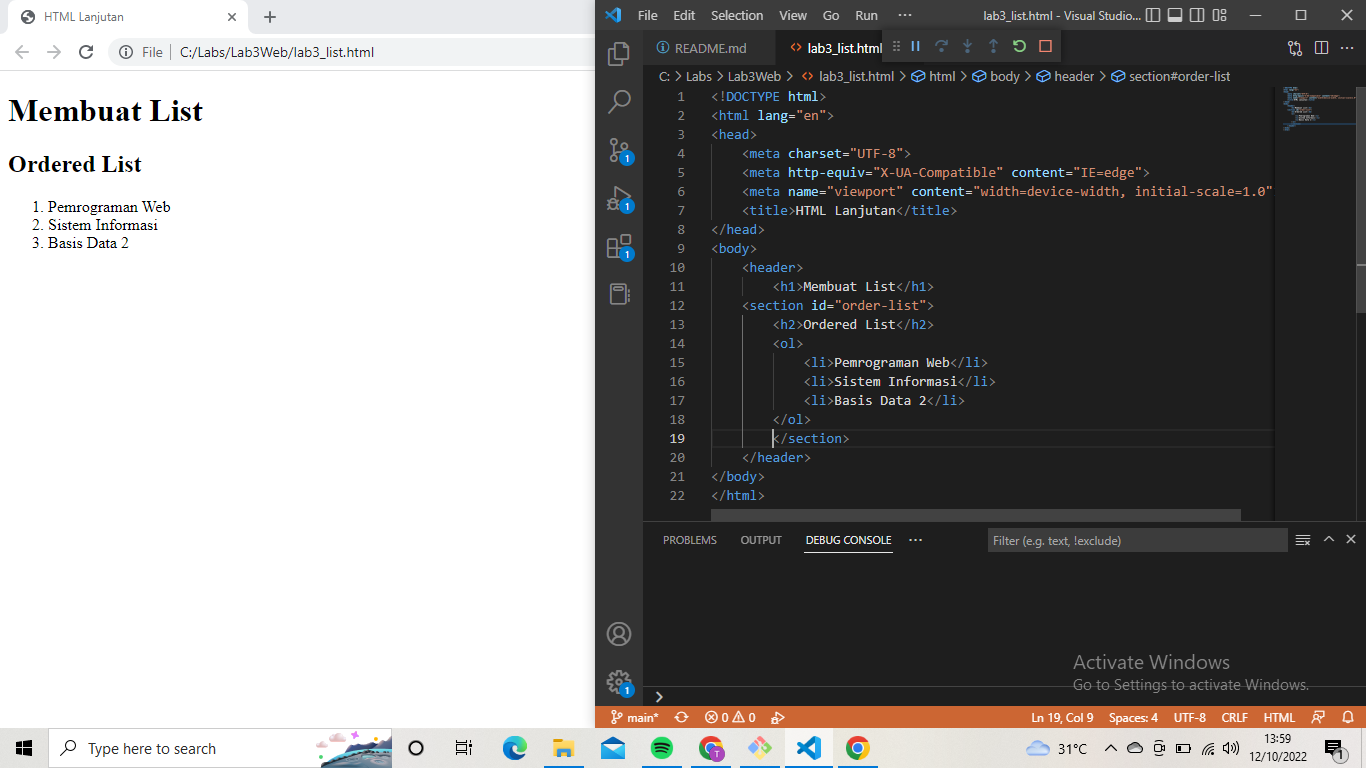 HTML Lanjutan
File | C:/Labs/Lab3Web/lab3_list.html
Membuat List
Ordered List
1. Pemrograman Web
2. Sistem Informasi
3. Basis Data 2
File Edit Selection View Go Run ··· lab3_list.html - Visual Studio...
README.md lab3_list.html
C: > Labs > Lab3Web > lab3_list.html > html > body > header > section#order-list
1 <!DOCTYPE html>
2 <html lang="en">
3 <head>
4 <meta charset="UTF-8">
5 <meta http-equiv="X-UA-Compatible" content="IE=edge">
6 <meta name="viewport" content="width=device-width, initial-scale=1.0"
7 <title>HTML Lanjutan</title>
8 </head>
9 <body>
10 <header>
11 <h1>Membuat List</h1>
12 <section id="order-list">
13 <h2>Ordered List</h2>
14 <ol>
15 <li>Pemrograman Web</li>
16 <li>Sistem Informasi</li>
17 <li>Basis Data 2</li>
18 </ol>
19 </section>
20 </header>
21 </body>
22 </html>
1
1
1
PROBLEMS OUTPUT DEBUG CONSOLE ··· Filter (e.g. text, !exclude)
Activate Windows
Go to Settings to activate Windows.
1
main* 0 0 Ln 19, Col 9 Spaces: 4 UTF-8 CRLF HTML
Type here to search T 31°C 13:59
12/10/2022 1